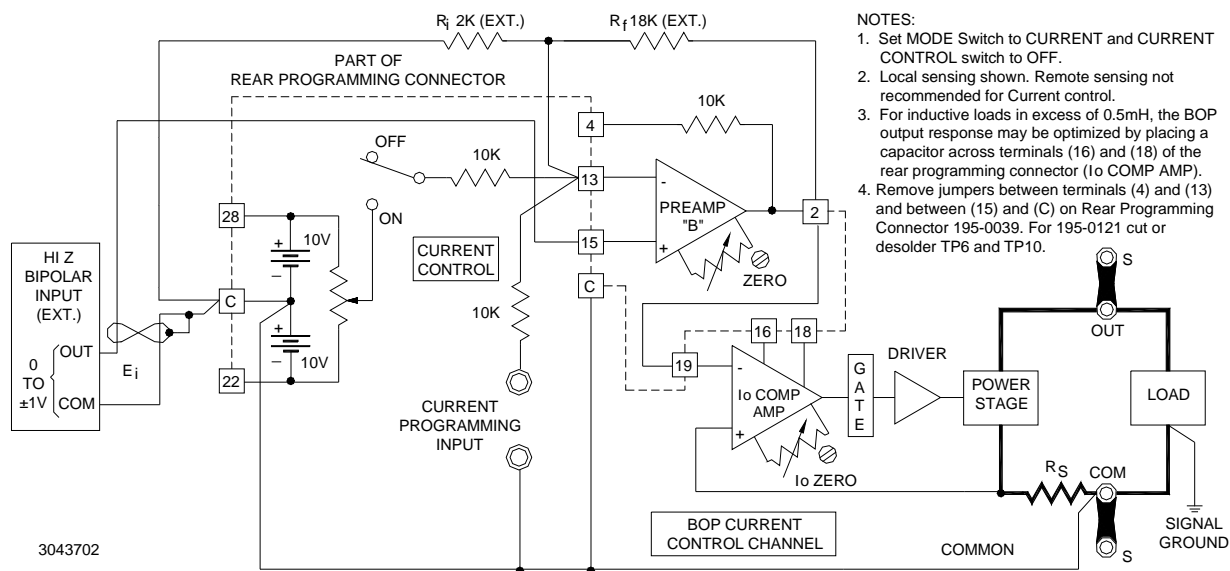 Ri 2K (EXT.)
Rf 18K (EXT.)
NOTES:
1. Set MODE Switch to CURRENT and CURRENT
CONTROL switch to OFF.
2. Local sensing shown. Remote sensing not
recommended for Current control.
3. For inductive loads in excess of 0.5mH, the BOP
output response may be optimized by placing a
capacitor across terminals (16) and (18) of the
rear programming connector (Io COMP AMP).
4. Remove jumpers between terminals (4) and (13)
and between (15) and (C) on Rear Programming
Connector 195-0039. For 195-0121 cut or
desolder TP6 and TP10.
PART OF
REAR PROGRAMMING CONNECTOR
4
10K
OFF
10K
13
-
PREAMP
"B"
+
2
ON
28
15
ZERO
+
10V
–
CURRENT
CONTROL
C
HI Z
BIPOLAR
INPUT
(EXT.)
C
10K
OUT
0
TO
±1V
COM
Ei
+
10V
–
22
16
18
19
-
Io COMP
AMP
+
Io ZERO
GATE
DRIVER
POWER
STAGE
S
OUT
LOAD
CURRENT
PROGRAMMING
INPUT
RS
COM
S
SIGNAL
GROUND
BOP CURRENT
CONTROL CHANNEL
COMMON
3043702